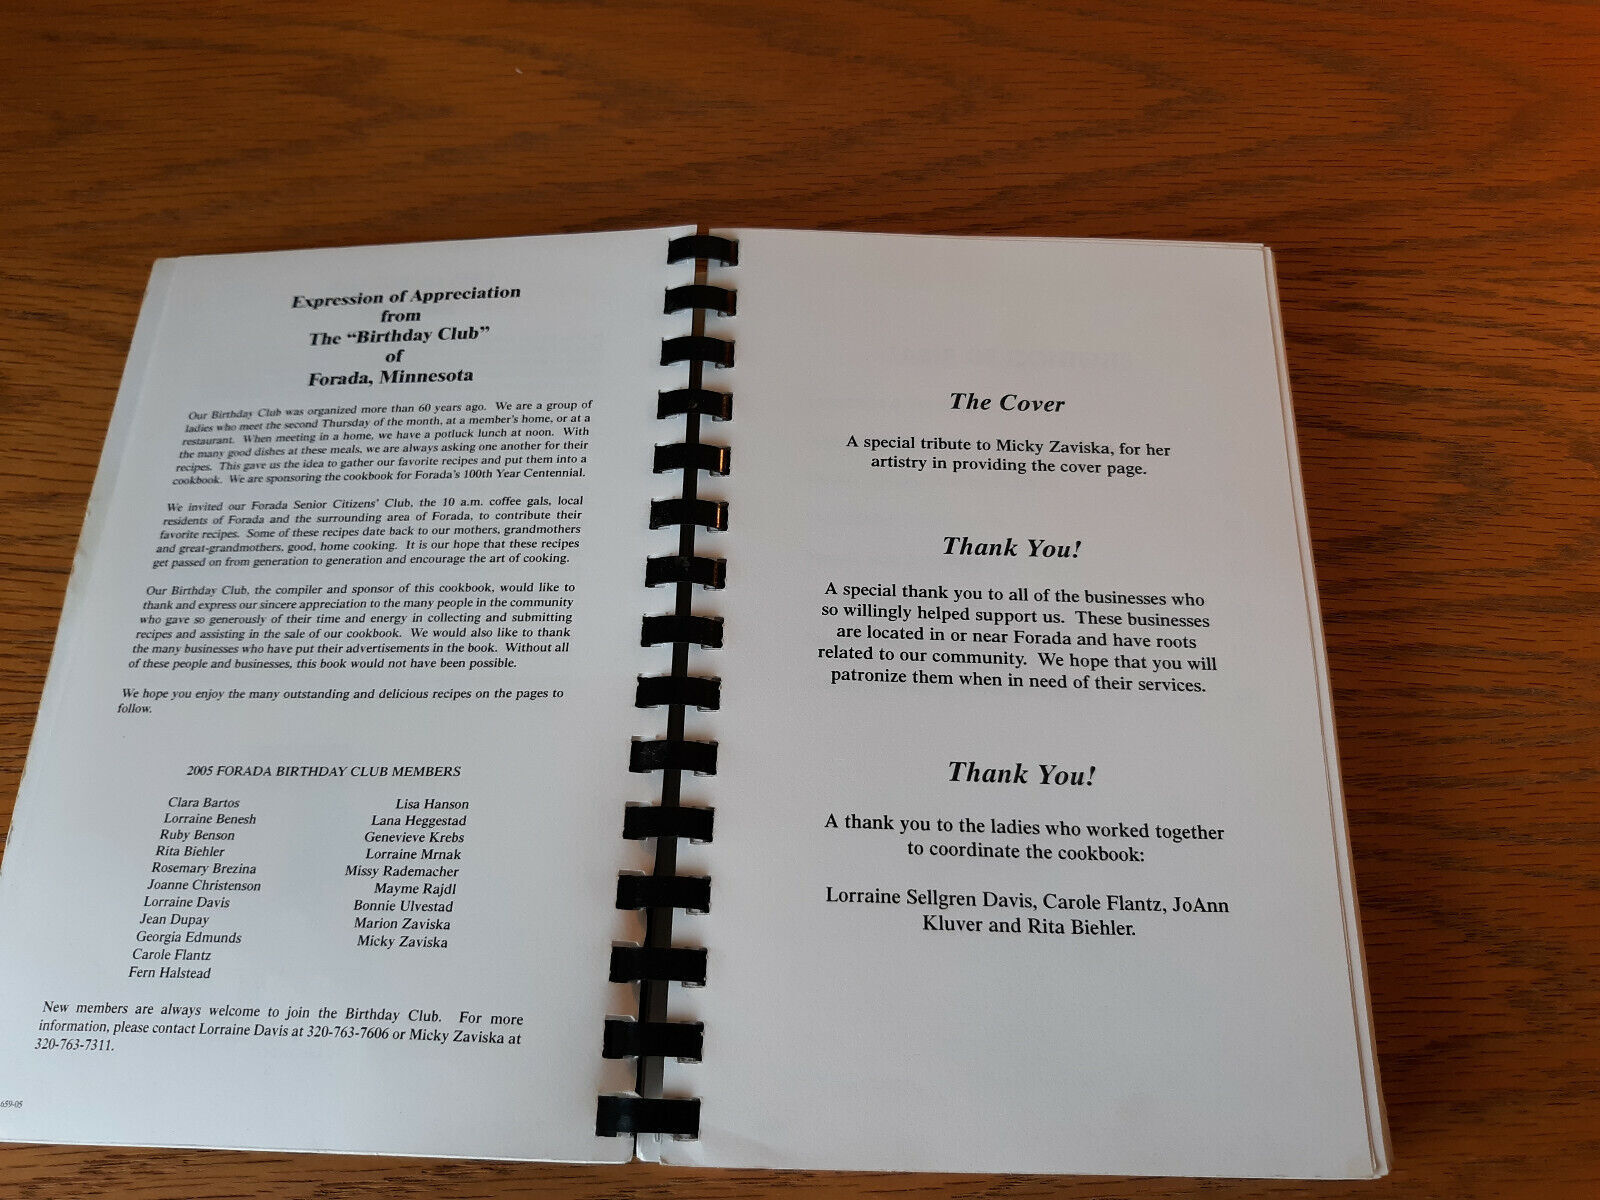 Expression of Appreciation
from
The “Birthday Club”
of
Forada, Minnesota
Our Birthday Club was organized more than 60 years ago. We are a group of
ladies who meet the second Thursday of the month, at a member's home, or at a
restaurant. When meeting in a home, we have a potluck lunch at noon. With
the many good dishes at these meals, we are always asking one another for their
recipes. This gave us the idea to gather our favorite recipes and put them into a
cookbook. We are sponsoring the cookbook for Forada's 100th Year Centennial.
We invited our Forada Senior Citizens' Club, the 10 a.m. coffee gals, local
residents of Forada and the surrounding area of Forada, to contribute their
favorite recipes. Some of these recipes date back to our mothers, grandmothers
and great-grandmothers, good, home cooking. It is our hope that these recipes
get passed on from generation to generation and encourage the art of cooking.
Our Birthday Club, the compiler and sponsor of this cookbook, would like to
thank and express our sincere appreciation to the many people in the community
who gave so generously of their time and energy in collecting and submitting
recipes and assisting in the sale of our cookbook. We would also like to thank
the many businesses who have put their advertisements in the book. Without all
of these people and businesses, this book would not have been possible.
We hope you enjoy the many outstanding and delicious recipes on the pages to
follow.
2005 FORADA BIRTHDAY CLUB MEMBERS
Clara Bartos
Lorraine Benesh
Ruby Benson
Rita Biehler
Rosemary Brezina
Joanne Christenson
Lorraine Davis
Jean Dupay
Georgia Edmunds
Carole Flantz
Fern Halstead
Lisa Hanson
Lana Heggestad
Genevieve Krebs
Lorraine Mrnak
Missy Rademacher
Mayme Rajdl
Bonnie Ulvestad
Marion Zaviska
Micky Zaviska
New members are always welcome to join the Birthday Club. For more
information, please contact Lorraine Davis at 320-763-7606 or Micky Zaviska at
320-763-7311.
659-05
The Cover
A special tribute to Micky Zaviska, for her
artistry in providing the cover page.
Thank You!
A special thank you to all of the businesses who
so willingly helped support us. These businesses
are located in or near Forada and have roots
related to our community. We hope that you will
patronize them when in need of their services.
Thank You!
A thank you to the ladies who worked together
to coordinate the cookbook:
Lorraine Sellgren Davis, Carole Flantz, JoAnn
Kluver and Rita Biehler.